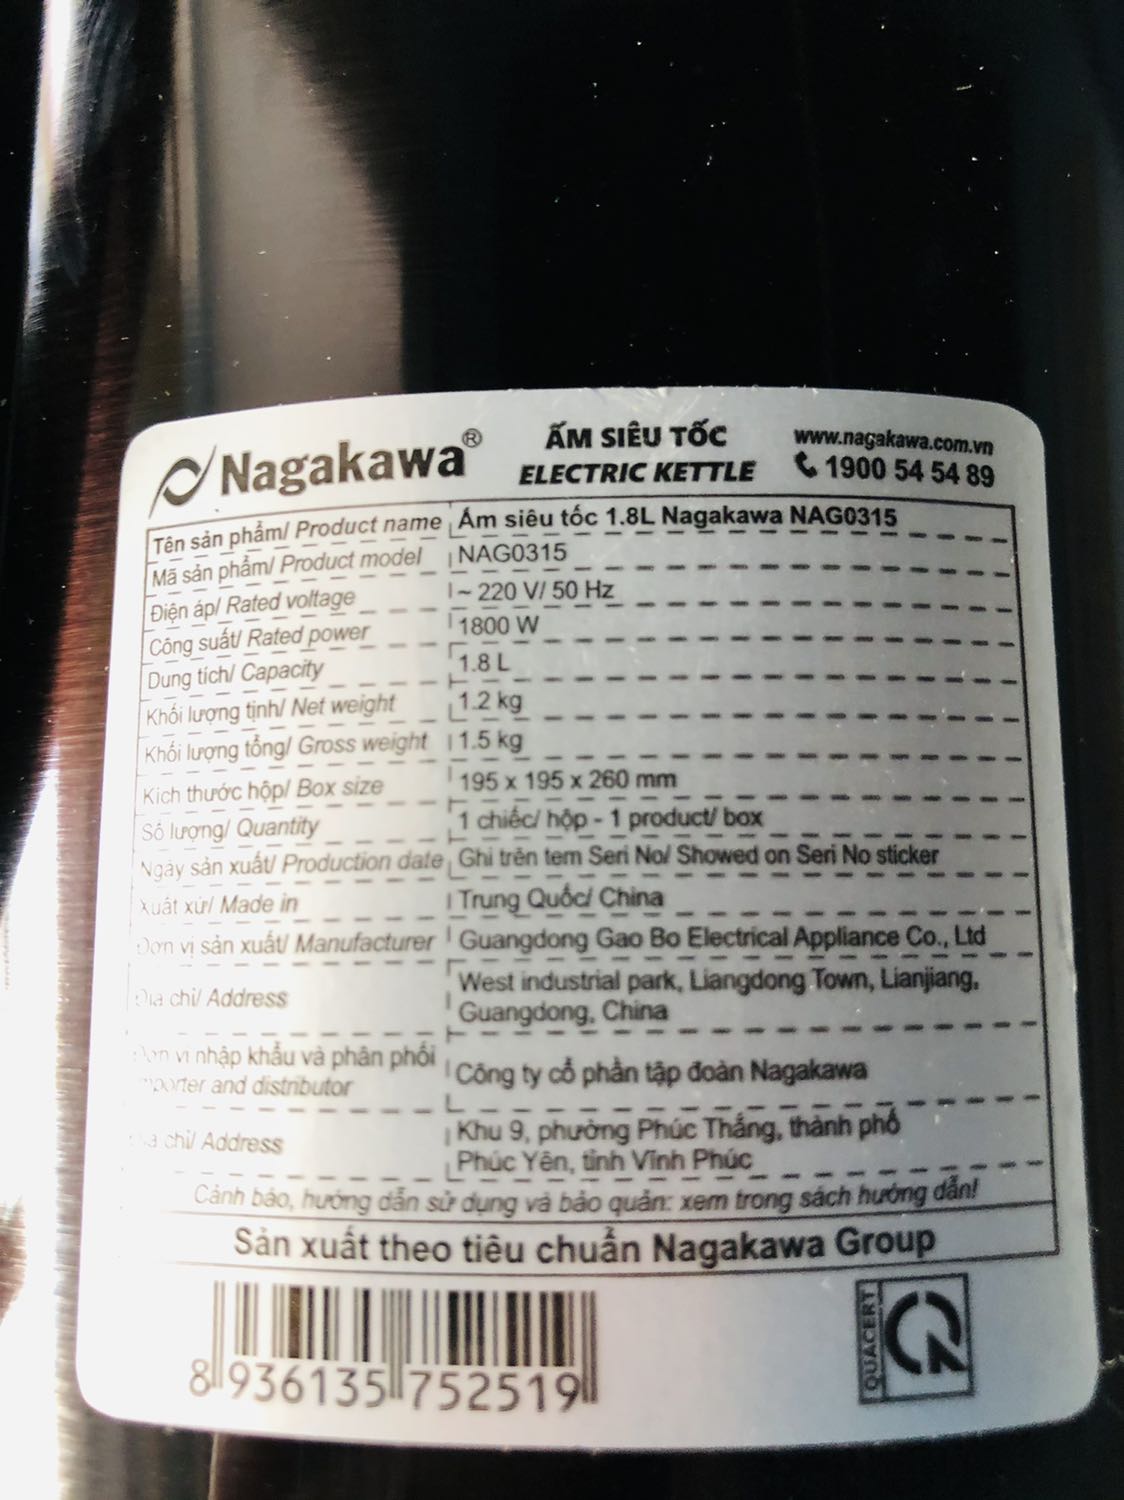 Nagakawa®
ẤM SIÊU TỐC
ELECTRIC KETTLE
www.nagakawa.com.vn
1900 54 54 89
Tên sản phẩm/ Product name Ấm siêu tốc 1.8L Nagakawa NAG0315
Mã sản phẩm/ Product model NAG0315
Điện áp/ Rated voltage ~ 220 V/ 50 Hz
Công suất/ Rated power 1800 W
Dung tích/ Capacity 1.8 L
Khối lượng tịnh/ Net weight 1.2 kg
Khối lượng tổng/ Gross weight 1.5 kg
Kích thước hộp/ Box size 195 x 195 x 260 mm
Số lượng/ Quantity 1 chiếc/ hộp - 1 product/ box
Ngày sản xuất/ Production date Ghi trên tem Seri No/ Showed on Seri No sticker
Xuất xứ/ Made in Trung Quốc/ China
Đơn vị sản xuất/ Manufacturer Guangdong Gao Bo Electrical Appliance Co., Ltd
Địa chỉ/ Address West industrial park, Liangdong Town, Lianjiang,
Guangdong, China
Đơn vị nhập khẩu và phân phối
Importer and distributor Công ty cổ phần tập đoàn Nagakawa
Địa chỉ/ Address Khu 9, phường Phúc Thắng, thành phố
Phúc Yên, tỉnh Vĩnh Phúc
Cảnh báo, hướng dẫn sử dụng và bảo quản: xem trong sách hướng dẫn!
Sản xuất theo tiêu chuẩn Nagakawa Group
8 936135 752519
QUACERT